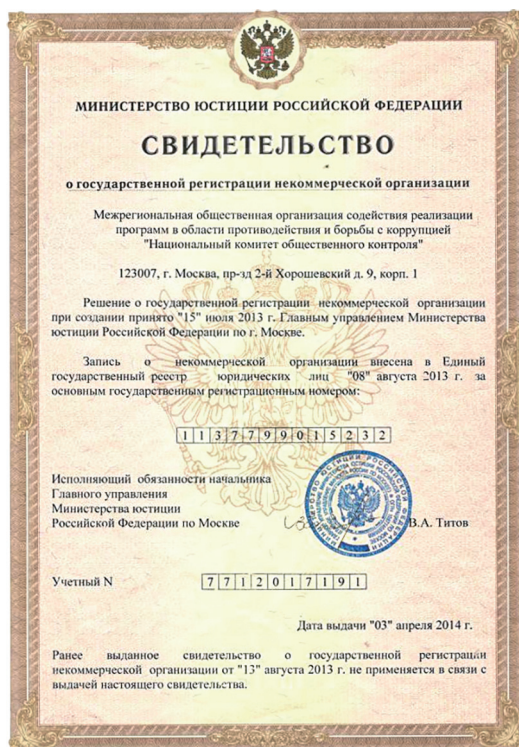 МИНИСТЕРСТВО ЮСТИЦИИ РОССИЙСКОЙ ФЕДЕРАЦИИ
СВИДЕТЕЛЬСТВО
о государственной регистрации некоммерческой организации
Межрегиональная общественная организация содействия реализации
программ в области противодействия и борьбы с коррупцией
"Национальный комитет общественного контроля"
123007, г. Москва, пр-зд 2-й Хорошевский д. 9, корп. 1
Решение о государственной регистрации некоммерческой организации
при создании принято "15" июля 2013 г. Главным управлением Министерства
юстиции Российской Федерации по г. Москве.
Запись о некоммерческой организации внесена в Единый
государственный реестр юридических лиц "08" августа 2013 г. за
основным государственным регистрационным номером:
1137799015232
Исполняющий обязанности начальника
Главного управления
Министерства юстиции
Российской Федерации по Москве
В.А. Титов
Учетный N 7712017191
Дата выдачи "03" апреля 2014 г.
Ранее выданное свидетельство о государственной регистрации
некоммерческой организации от "13" августа 2013 г. не применяется в связи с
выдачей настоящего свидетельства.